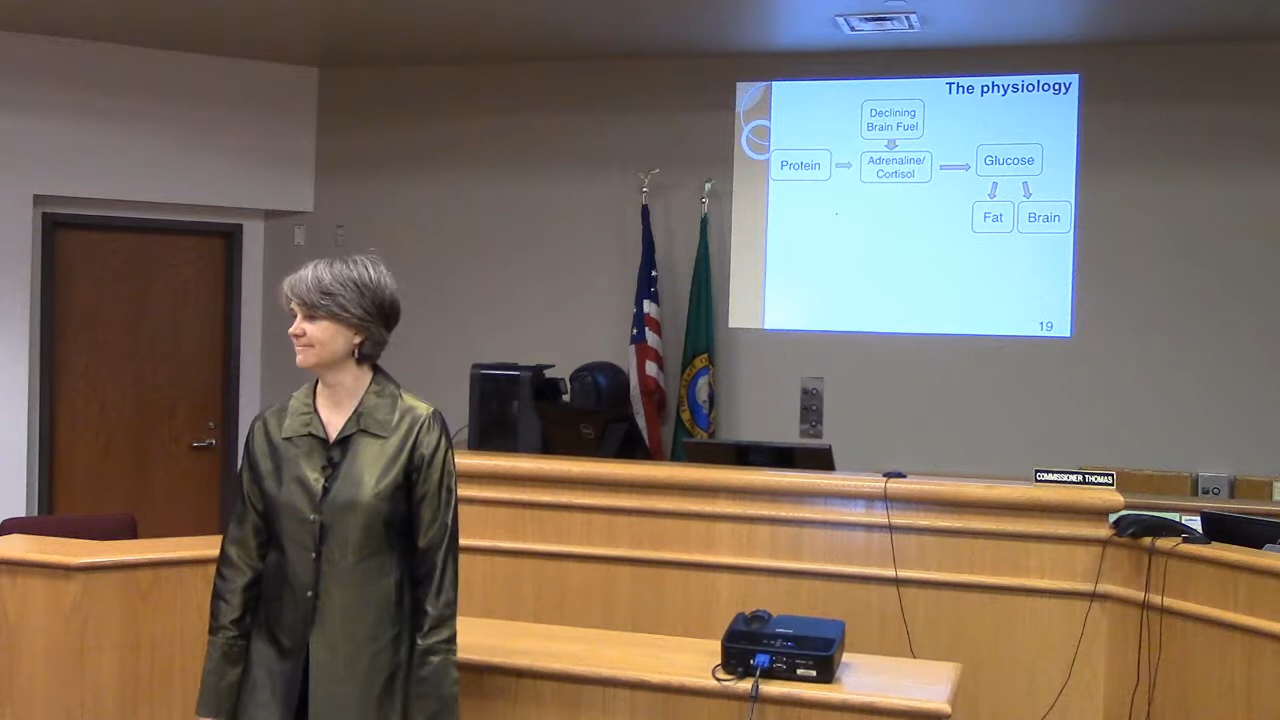 The physiology
Declining
Brain Fuel
Protein
Adrenaline/
Cortisol
Glucose
Fat
Brain
19
COMMISSIONER THOMAS